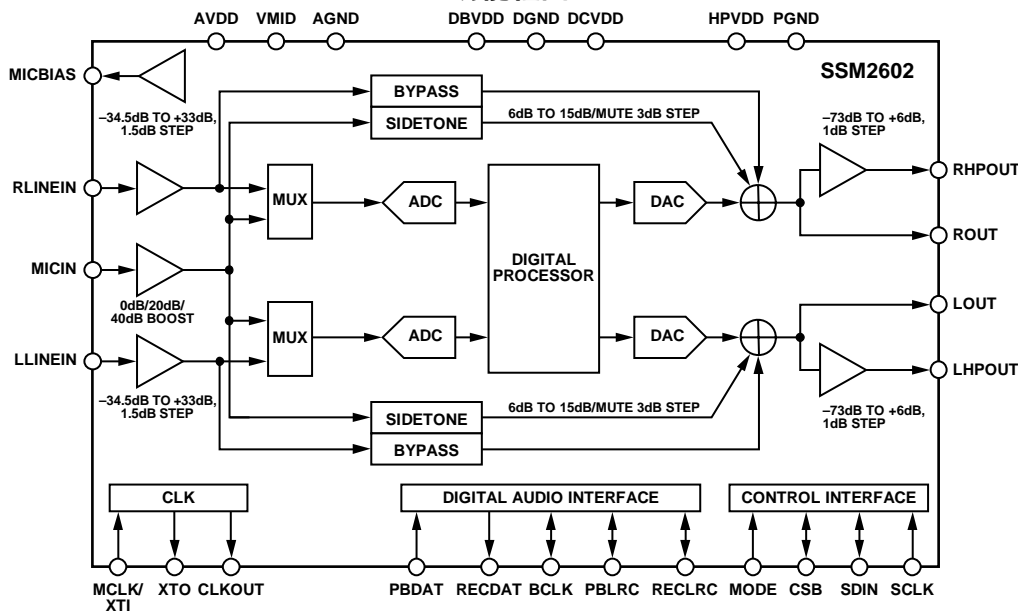 AVDD VMID AGND DBVDD DGND DCVDD HPVDD PGND
MICBIAS
SSM2602
–34.5dB TO +33dB,
1.5dB STEP
BYPASS
SIDETONE
6dB TO 15dB/MUTE 3dB STEP
–73dB TO +6dB,
1dB STEP
RLINEIN
MUX
ADC
DAC
RHPOUT
ROUT
MICIN
0dB/20dB/
40dB BOOST
DIGITAL
PROCESSOR
LOUT
LLINEIN
MUX
ADC
DAC
LHPOUT
–34.5dB TO +33dB,
1.5dB STEP
SIDETONE
BYPASS
6dB TO 15dB/MUTE 3dB STEP
–73dB TO +6dB,
1dB STEP
CLK
DIGITAL AUDIO INTERFACE
CONTROL INTERFACE
MCLK/
XTI
XTO CLKOUT
PBDAT RECDAT BCLK PBLRC RECLRC
MODE CSB SDIN SCLK